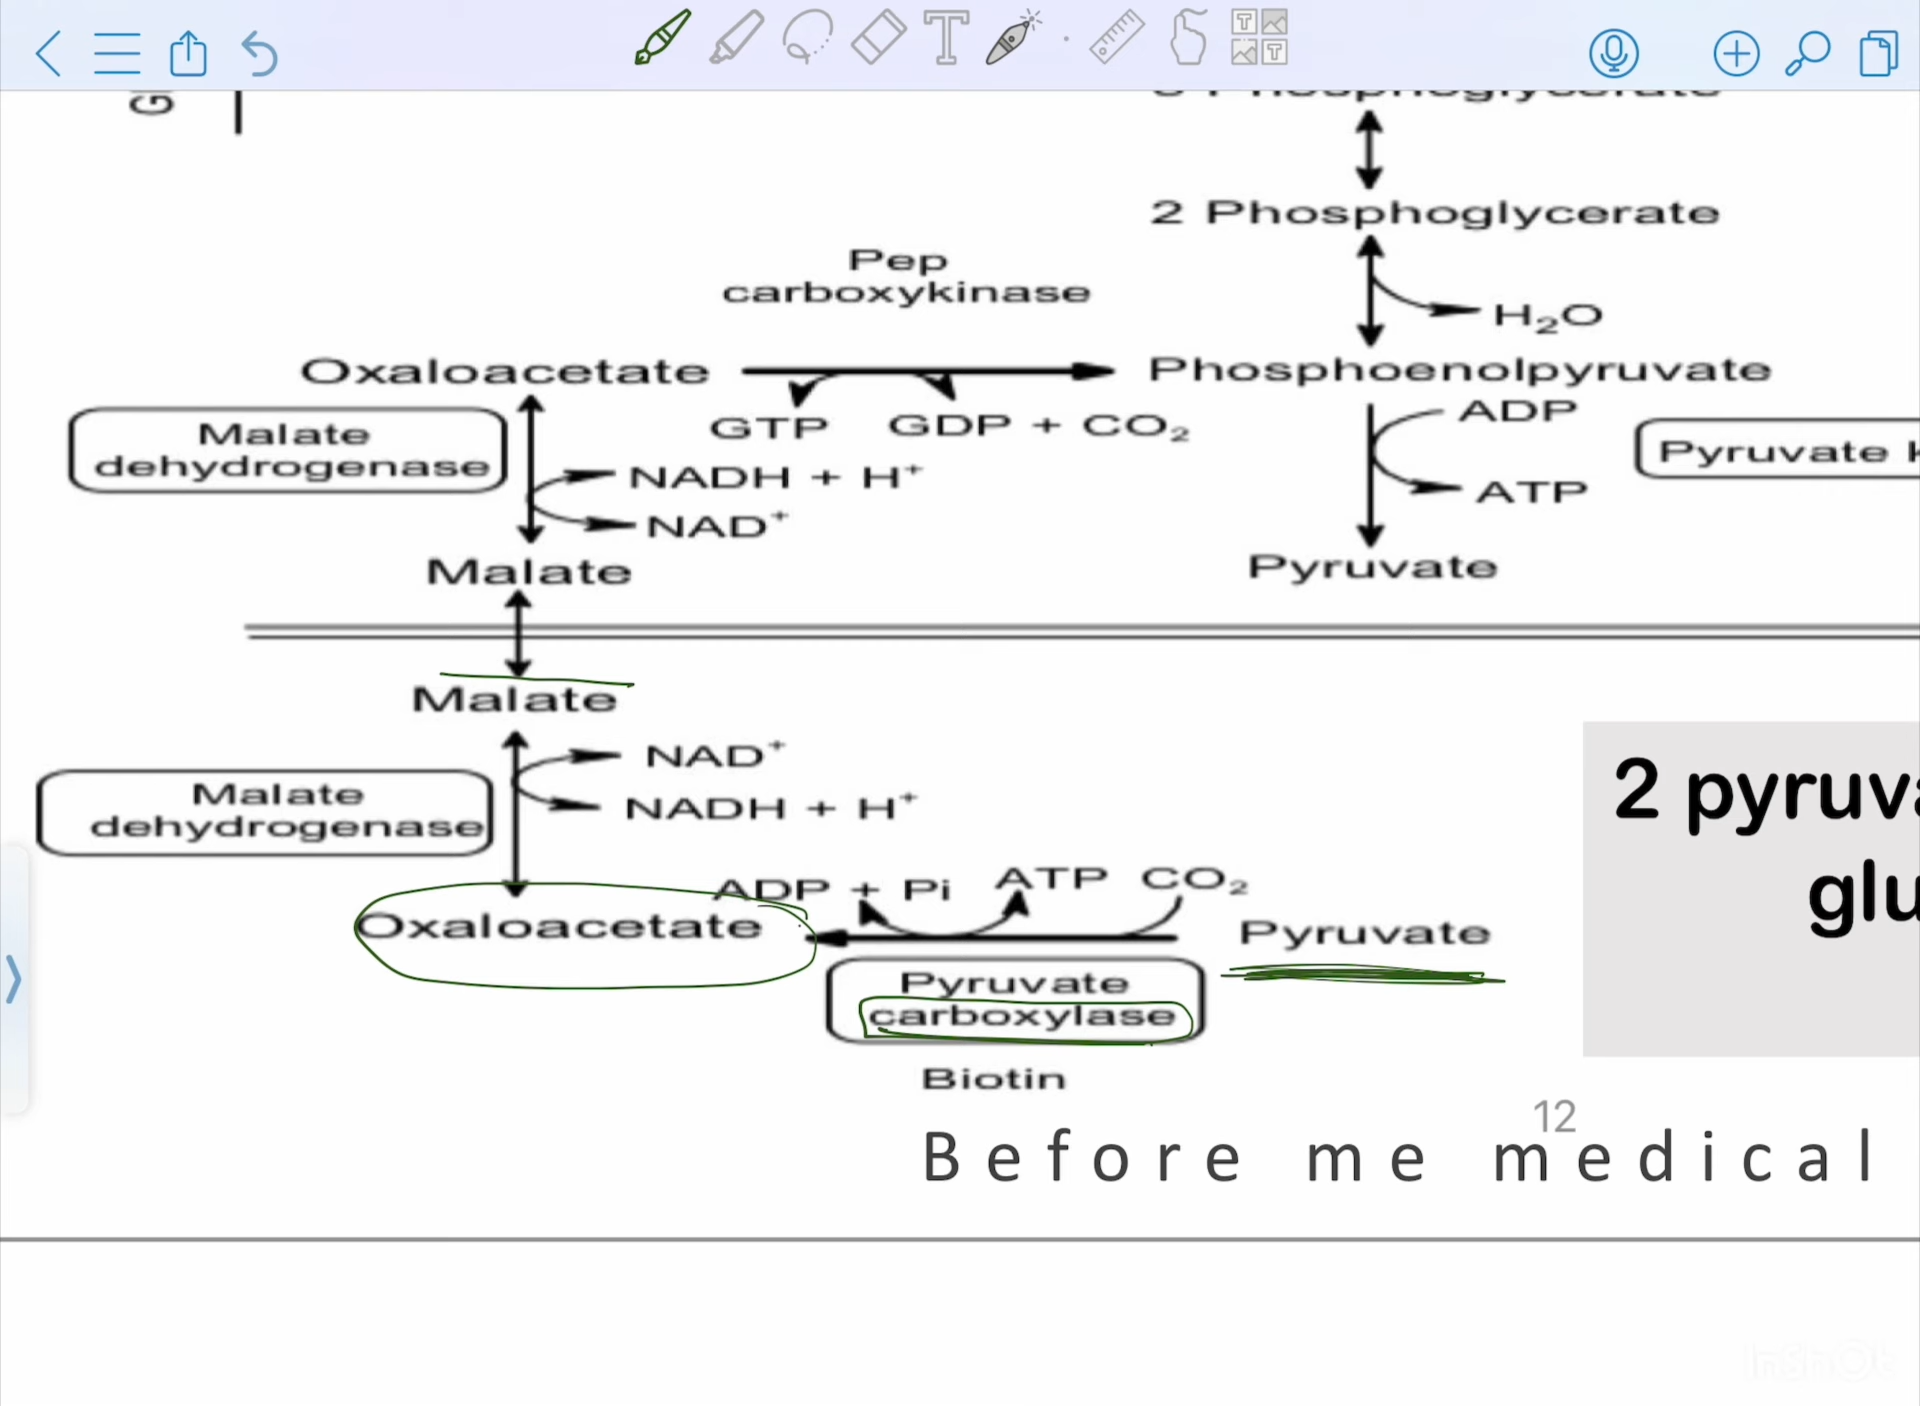 2 Phosphoglycerate
Pep
carboxykinase
H₂O
Oxaloacetate
Phosphoenolpyruvate
GTP
GDP + CO₂
ADP
ATP
Malate
dehydrogenase
Pyruvate
NADH + H⁺
NAD⁺
Malate
Pyruvate
Malate
NAD⁺
NADH + H⁺
Malate
dehydrogenase
2 pyruv
glu
ADP + Pi
ATP
CO₂
Oxaloacetate
Pyruvate
Pyruvate
carboxylase
Biotin
12
Before me medical